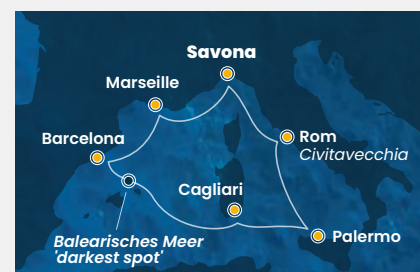 Savona
Marseille
Barcelona
Rom
Civitavecchia
Cagliari
Palermo
Balearisches Meer
'darkest spot'